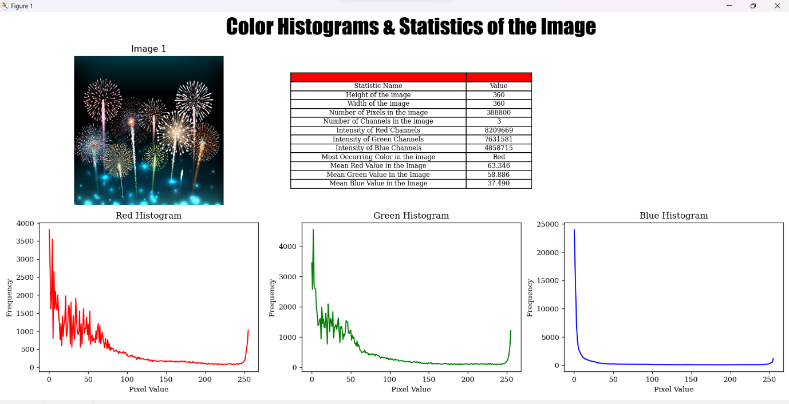 Figure 1
Color Histograms & Statistics of the Image
Image 1
Statistic Name Value
Height of the image 360
Width of the image 360
Number of Pixels in the image 388800
Number of Channels in the image 3
Intensity of Red Channels 8209669
Intensity of Green Channels 7631581
Intensity of Blue Channels 4858715
Most Occurring Color in the image Red
Mean Red Value in the Image 63.346
Mean Green Value in the Image 58.886
Mean Blue Value in the Image 37.490
Red Histogram
Frequency
4000
3500
3000
2500
2000
1500
1000
500
0
0 50 100 150 200 250
Pixel Value
Green Histogram
Frequency
4000
3000
2000
1000
0
0 50 100 150 200 250
Pixel Value
Blue Histogram
Frequency
25000
20000
15000
10000
5000
0
0 50 100 150 200 250
Pixel Value